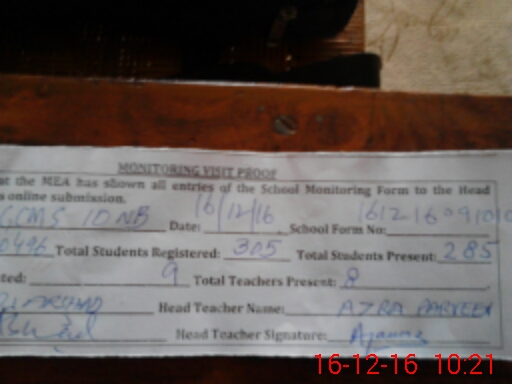 MONITORING VISIT PROOF
at the MEA has shown all entries of the School Monitoring Form to the Head
s online submission.
GCMS 10 NB Date: 16/12/16 School Form No: 161216091010
0496 Total Students Registered: 305 Total Students Present: 285
ted: 9 Total Teachers Present: 8
Head Teacher Name: AZRA PARVEEN
Head Teacher Signature:
16-12-16 10:21